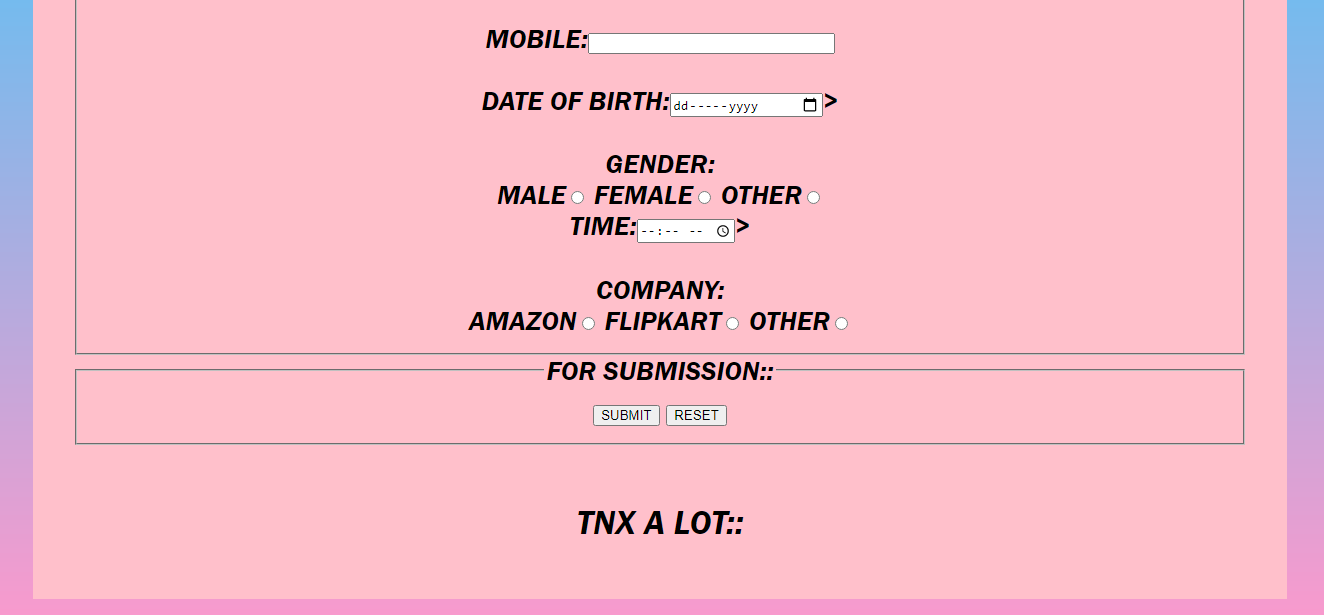 MOBILE:
DATE OF BIRTH:dd-----yyyy>
GENDER:
MALE FEMALE OTHER
TIME:--:-- -->
COMPANY:
AMAZON FLIPKART OTHER
FOR SUBMISSION::
SUBMIT RESET
TNX A LOT::